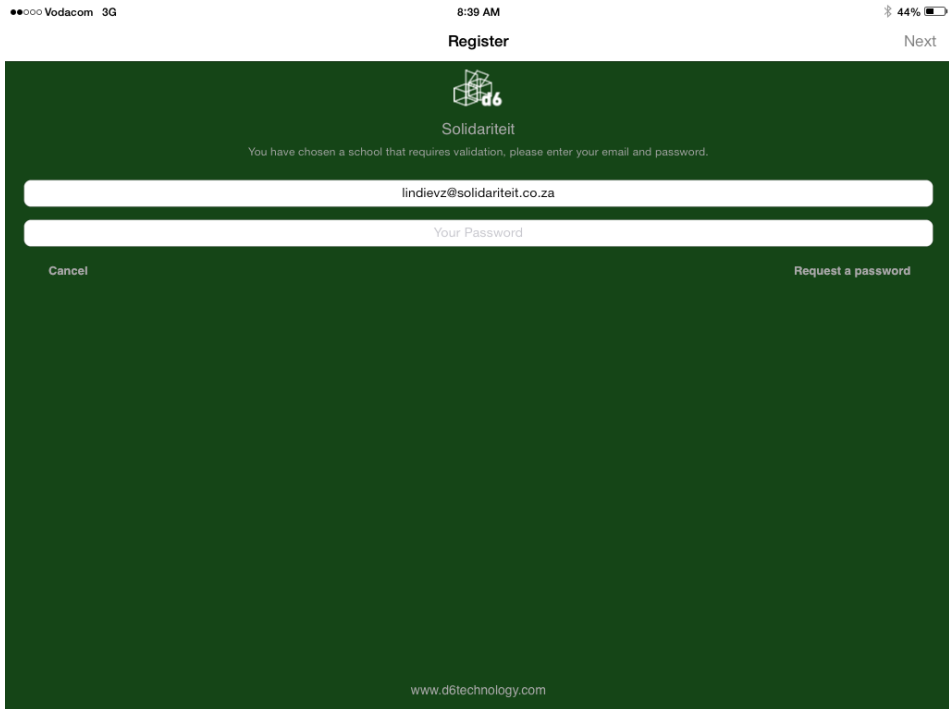 Vodacom 3G 8:39 AM 44%
Register Next
d6
Solidariteit
You have chosen a school that requires validation, please enter your email and password.
lindievz@solidariteit.co.za
Your Password
Cancel Request a password
www.d6technology.com